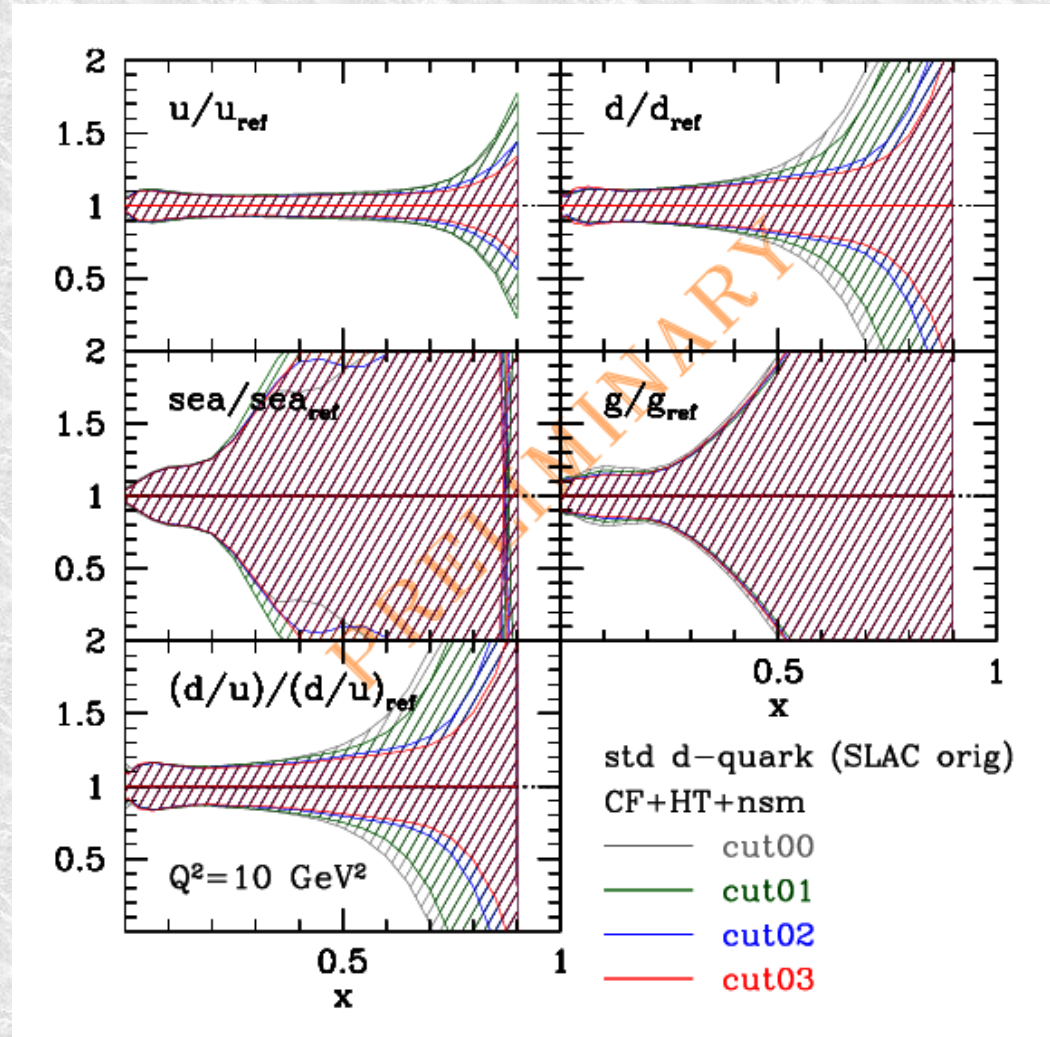 2
u/u_ref
d/d_ref
1.5
1
0.5
2
sea/sea_ref
g/g_ref
1.5
1
0.5
2
0.5
1
x
(d/u)/(d/u)_ref
1.5
1
0.5
Q²=10 GeV²
0.5
1
x
std d-quark (SLAC orig)
CF+HT+nsm
cut00
cut01
cut02
cut03
PRELIMINARY